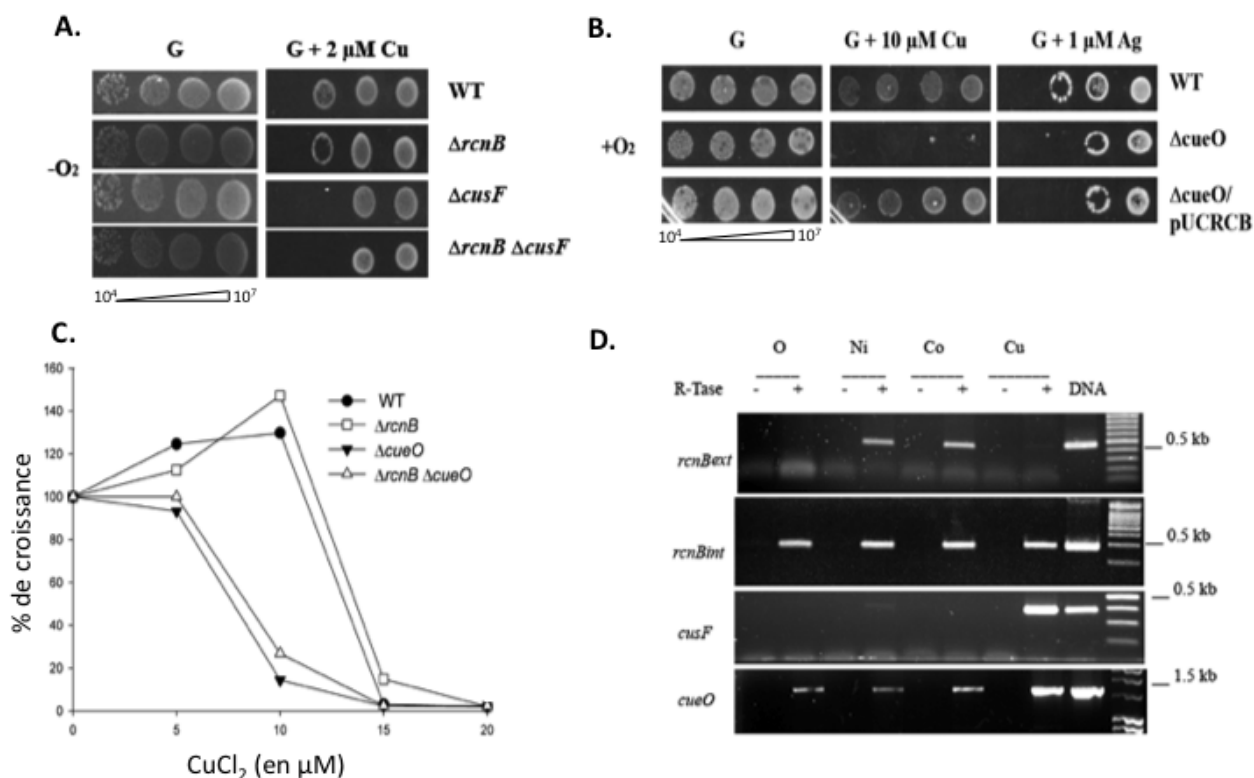 A.
G
G + 2 µM Cu
WT
ΔrcnB
-O₂
ΔcusF
ΔrcnB ΔcusF
10⁴
10⁷
B.
G
G + 10 µM Cu
G + 1 µM Ag
WT
+O₂
ΔcueO
ΔcueO/
pUCRCB
10⁴
10⁷
C.
% de croissance
160
140
120
100
80
60
40
20
0
WT
ΔrcnB
ΔcueO
ΔrcnB ΔcueO
0
5
10
15
20
CuCl₂ (en µM)
D.
O Ni Co Cu
R-Tase - + - + - + - + DNA
rcnBext
0.5 kb
rcnBint
0.5 kb
cusF
0.5 kb
cueO
1.5 kb